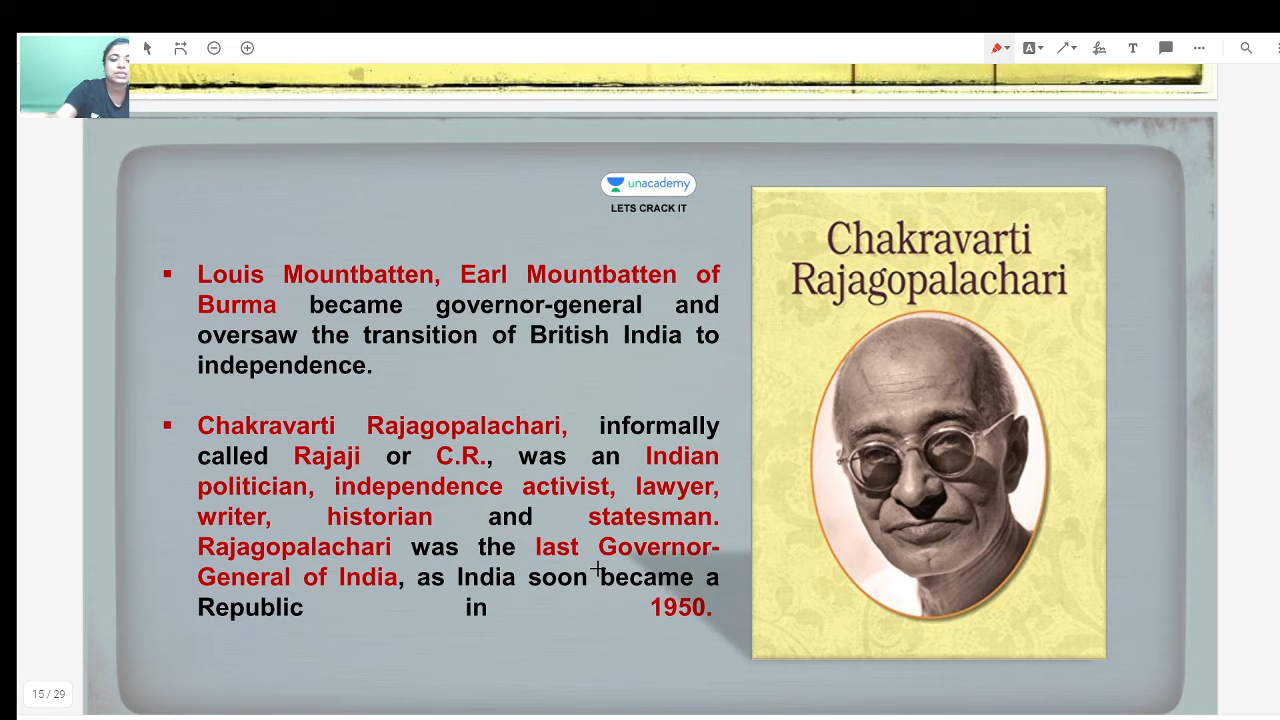 A
T
unacademy
LETS CRACK IT
Chakravarti
Rajagopalachari
▪ Louis Mountbatten, Earl Mountbatten of
Burma became governor-general and
oversaw the transition of British India to
independence.
▪ Chakravarti Rajagopalachari, informally
called Rajaji or C.R., was an Indian
politician, independence activist, lawyer,
writer, historian and statesman.
Rajagopalachari was the last Governor-
General of India, as India soon became a
Republic in 1950.
15 / 29